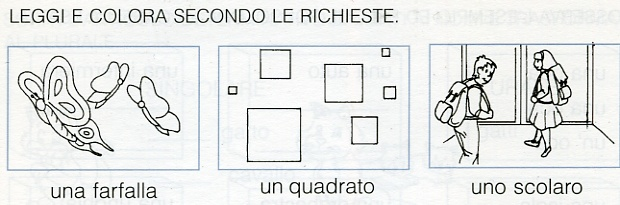 LEGGI E COLORA SECONDO LE RICHIESTE.
una farfalla
un quadrato
uno scolaro